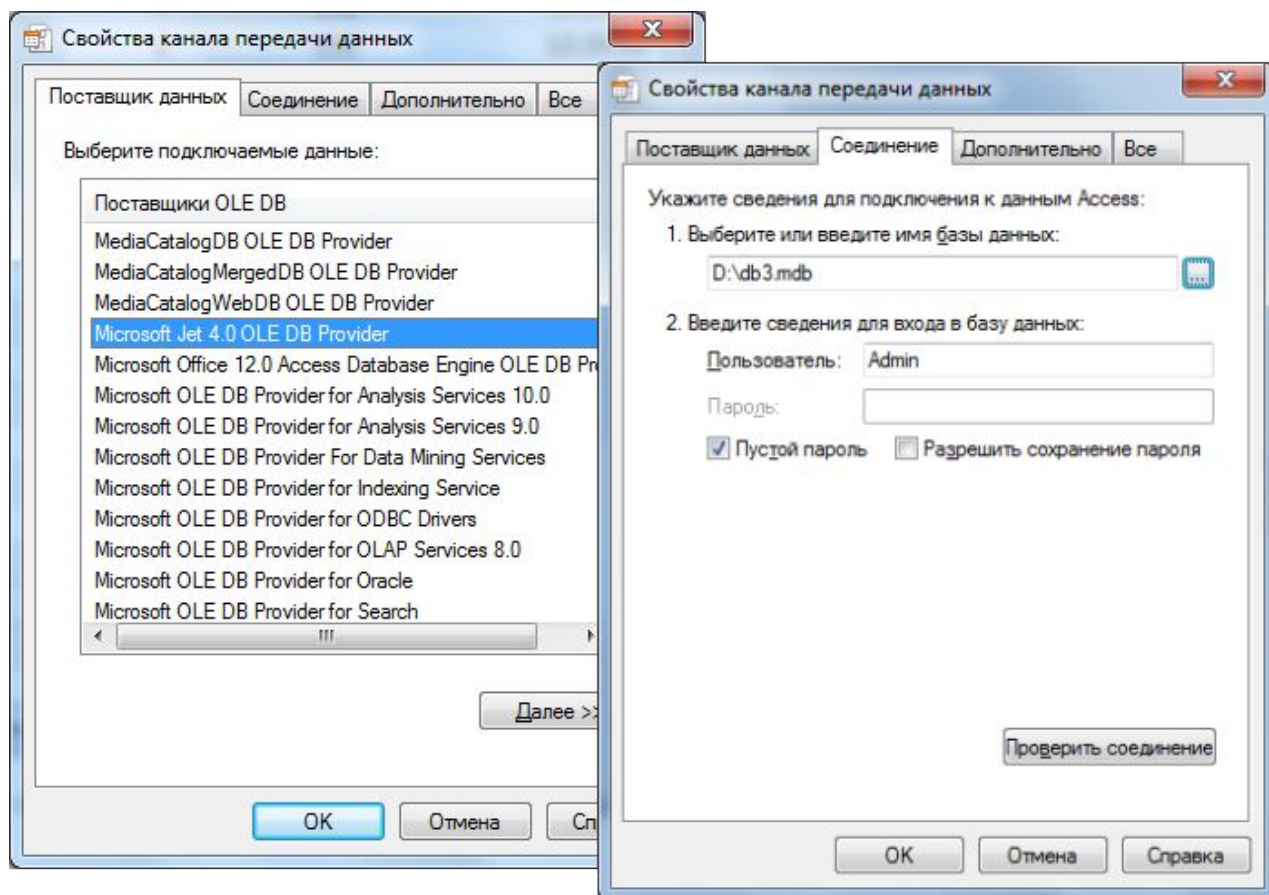 Свойства канала передачи данных
Поставщик данных Соединение Дополнительно Все
Выберите подключаемые данные:
Поставщики OLE DB
MediaCatalogDB OLE DB Provider
MediaCatalogMergedDB OLE DB Provider
MediaCatalogWebDB OLE DB Provider
Microsoft Jet 4.0 OLE DB Provider
Microsoft Office 12.0 Access Database Engine OLE DB Pr
Microsoft OLE DB Provider for Analysis Services 10.0
Microsoft OLE DB Provider for Analysis Services 9.0
Microsoft OLE DB Provider For Data Mining Services
Microsoft OLE DB Provider for Indexing Service
Microsoft OLE DB Provider for ODBC Drivers
Microsoft OLE DB Provider for OLAP Services 8.0
Microsoft OLE DB Provider for Oracle
Microsoft OLE DB Provider for Search
Далее >>
OK Отмена Сп
Свойства канала передачи данных
Поставщик данных Соединение Дополнительно Все
Укажите сведения для подключения к данным Access:
1. Выберите или введите имя базы данных:
D:\db3.mdb ...
2. Введите сведения для входа в базу данных:
Пользователь: Admin
Пароль:
Пустой пароль Разрешить сохранение пароля
Проверить соединение
OK Отмена Справка